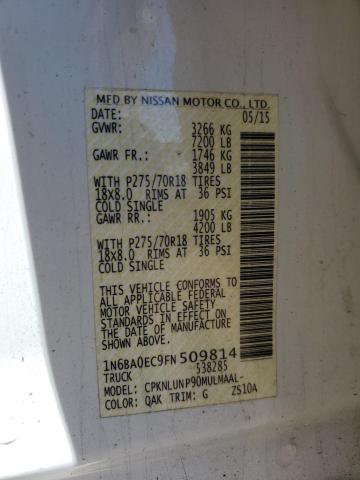 MFD BY NISSAN MOTOR CO., LTD.
DATE: 05/15
GVWR: 3266 KG
7200 LB
GAWR FR.: 1746 KG
3849 LB
WITH P275/70R18 TIRES
18X8.0 RIMS AT 36 PSI
COLD SINGLE
GAWR RR.: 1905 KG
4200 LB
WITH P275/70R18 TIRES
18X8.0 RIMS AT 36 PSI
COLD SINGLE
THIS VEHICLE CONFORMS TO ALL
APPLICABLE FEDERAL
MOTOR VEHICLE SAFETY
STANDARDS IN EFFECT
ON THE DATE OF
MANUFACTURE SHOWN ABOVE
1N6BA0EC9FN509814
TRUCK 538285
MODEL: CPKNLUNP90MULMAAL-
COLOR: QAK TRIM: G ZS10A